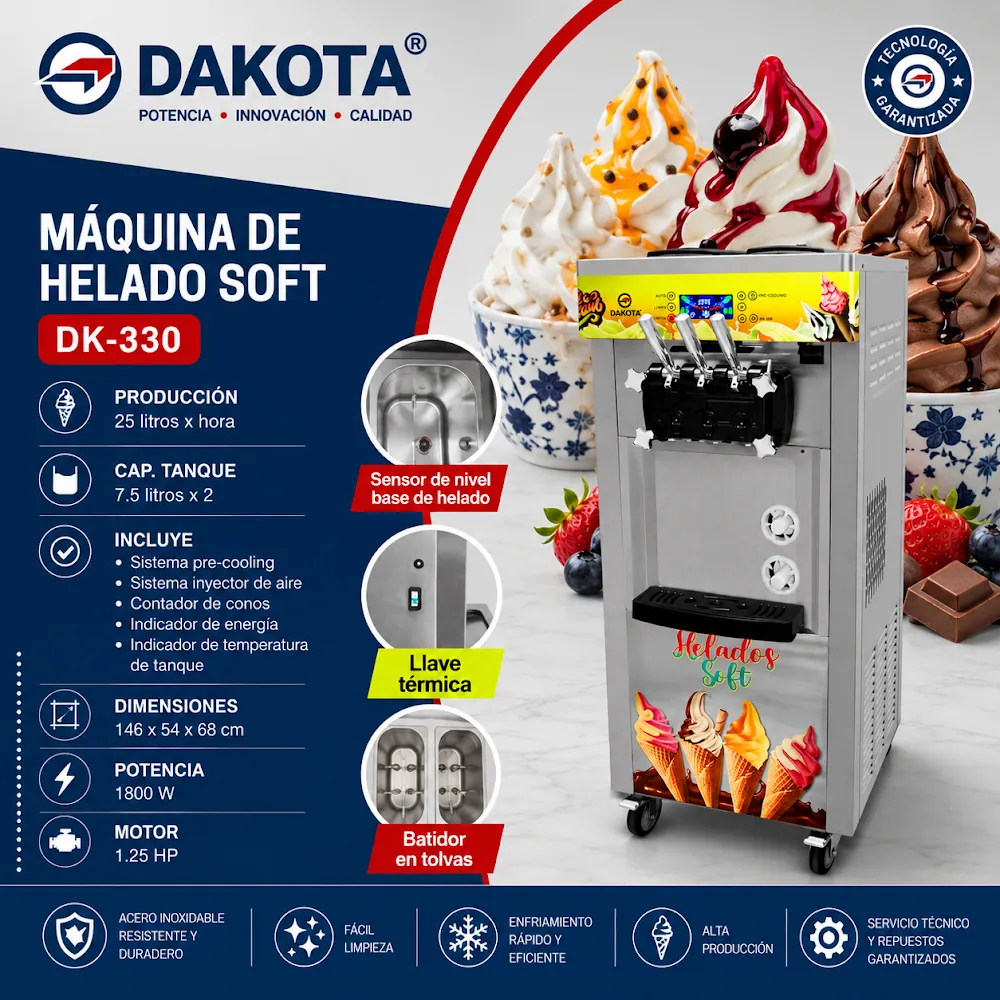 DAKOTA®
POTENCIA • INNOVACIÓN • CALIDAD
TECNOLOGÍA
GARANTIZADA
MÁQUINA DE
HELADO SOFT
DK-330
PRODUCCIÓN
25 litros x hora
CAP. TANQUE
7.5 litros x 2
INCLUYE
• Sistema pre-cooling
• Sistema inyector de aire
• Contador de conos
• Indicador de energía
• Indicador de temperatura
de tanque
DIMENSIONES
146 x 54 x 68 cm
POTENCIA
1800 W
MOTOR
1.25 HP
Sensor de nivel
base de helado
Llave
térmica
Batidor
en tolvas
DAKOTA
AUTO
PRE-COOLING
Helados
Soft
ACERO INOXIDABLE
RESISTENTE Y
DURADERO
FÁCIL
LIMPIEZA
ENFRIAMIENTO
RÁPIDO Y
EFICIENTE
ALTA
PRODUCCIÓN
SERVICIO TÉCNICO
Y REPUESTOS
GARANTIZADOS